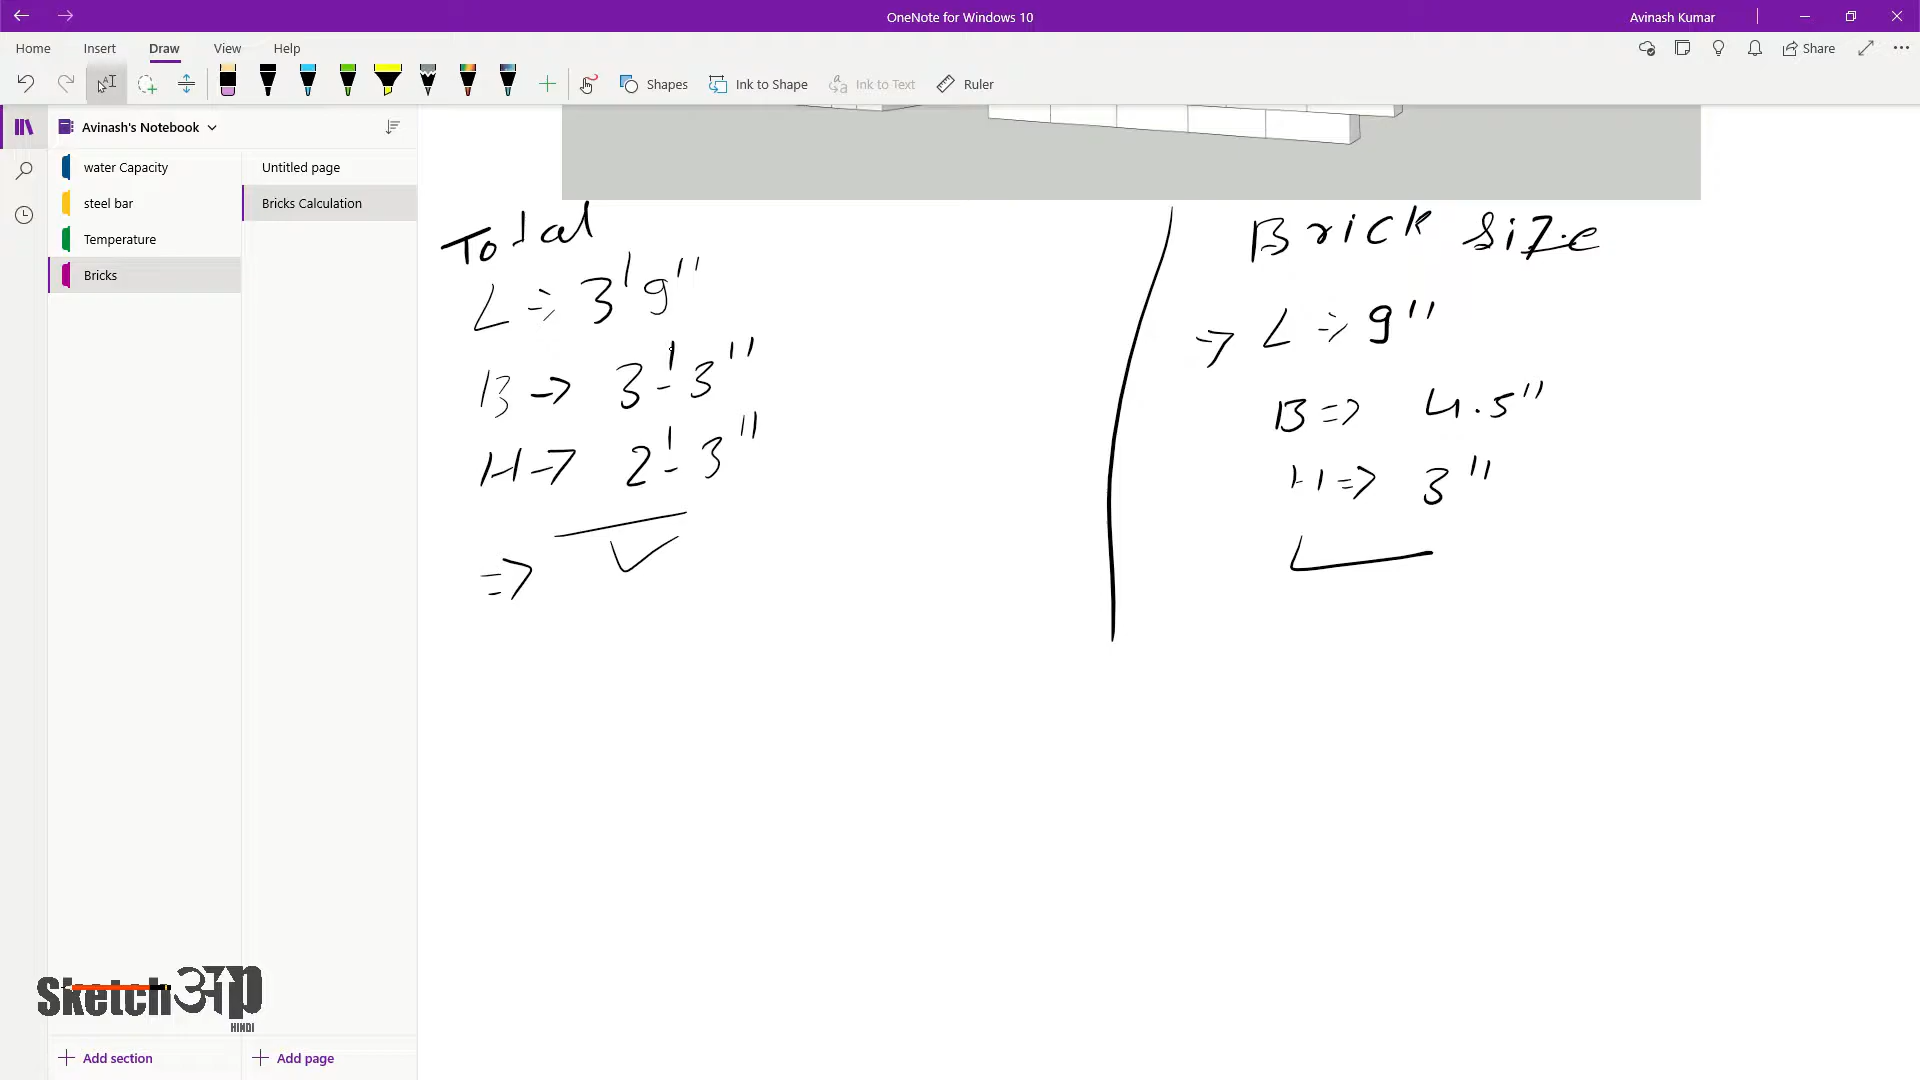 OneNote for Windows 10
Avinash Kumar
Home Insert Draw View Help
Share
Shapes
Ink to Shape
Ink to Text
Ruler
Avinash's Notebook
water Capacity
steel bar
Temperature
Bricks
Untitled page
Bricks Calculation
Total
L => 3'9"
B -> 3'-3"
H -> 2'-3"
=>
Brick size
=> L => 9"
B => 4.5"
H => 3"
Sketchअप
HINDI
Add section
Add page